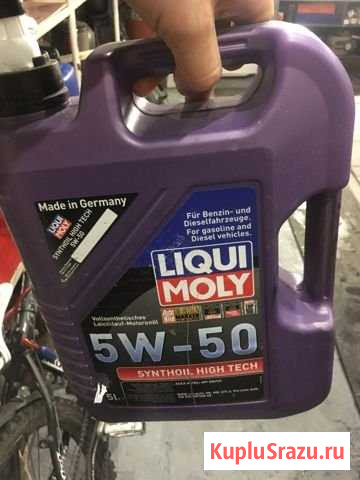 Made in Germany
LIQUI
MOLY
SYNTHOIL HIGH TECH
5W-50
Für Benzin- und
Dieselfahrzeuge.
For gasoline and
Diesel vehicles.
LIQUI
MOLY
Vollsynthetisches
Leichtlauf-Motorenöl
5W-50
SYNTHOIL HIGH TECH
5L
KupluSrazu.ru